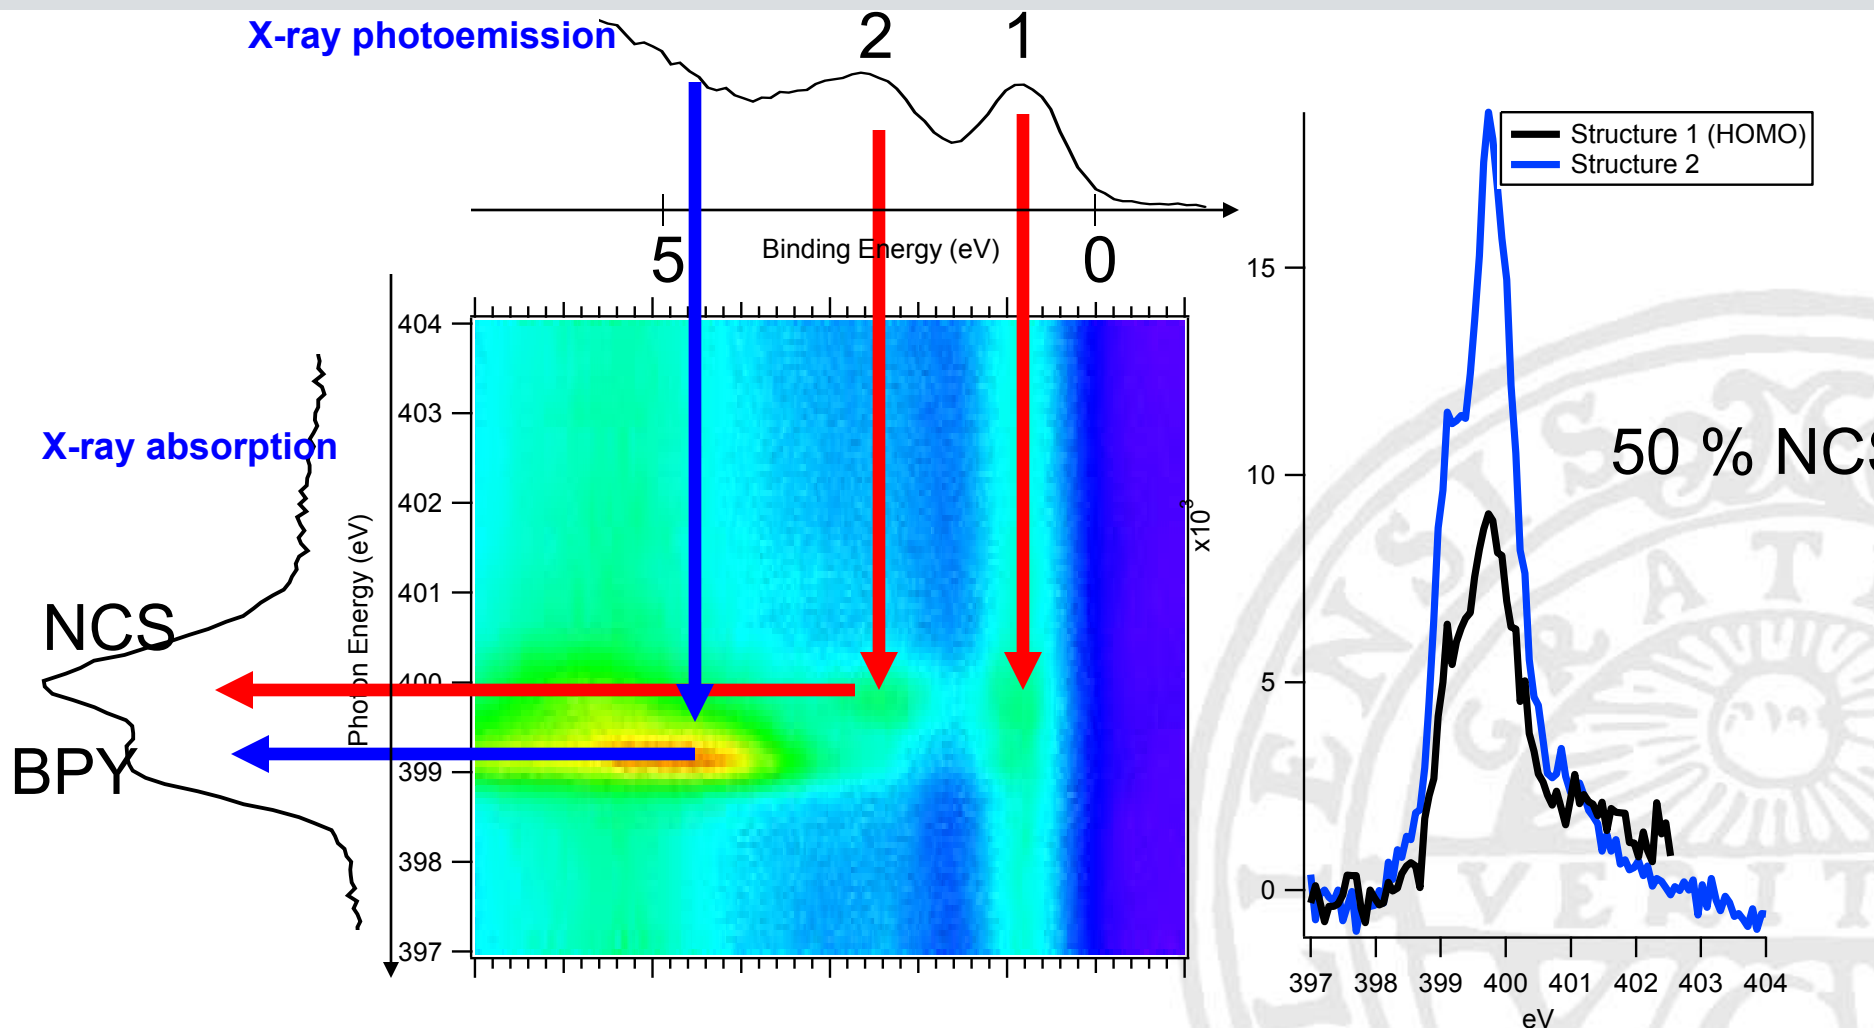 X-ray photoemission
2
1
5
Binding Energy (eV)
0
X-ray absorption
NCS
BPY
Photon Energy (eV)
404
403
402
401
400
399
398
397
Structure 1 (HOMO)
Structure 2
50 % NCS
x10³
15
10
5
0
397 398 399 400 401 402 403 404
eV